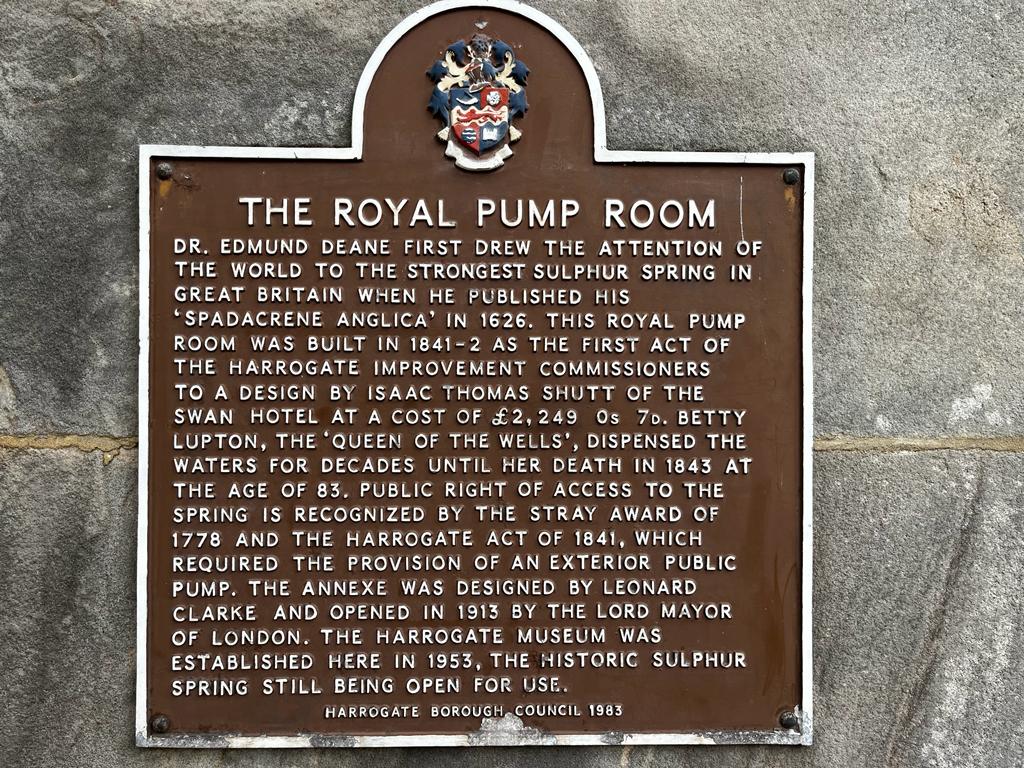 THE ROYAL PUMP ROOM
DR. EDMUND DEANE FIRST DREW THE ATTENTION OF
THE WORLD TO THE STRONGEST SULPHUR SPRING IN
GREAT BRITAIN WHEN HE PUBLISHED HIS
'SPADACRENE ANGLICA' IN 1626. THIS ROYAL PUMP
ROOM WAS BUILT IN 1841-2 AS THE FIRST ACT OF
THE HARROGATE IMPROVEMENT COMMISSIONERS
TO A DESIGN BY ISAAC THOMAS SHUTT OF THE
SWAN HOTEL AT A COST OF £2,249 0s 7D. BETTY
LUPTON, THE 'QUEEN OF THE WELLS', DISPENSED THE
WATERS FOR DECADES UNTIL HER DEATH IN 1843 AT
THE AGE OF 83. PUBLIC RIGHT OF ACCESS TO THE
SPRING IS RECOGNIZED BY THE STRAY AWARD OF
1778 AND THE HARROGATE ACT OF 1841, WHICH
REQUIRED THE PROVISION OF AN EXTERIOR PUBLIC
PUMP. THE ANNEXE WAS DESIGNED BY LEONARD
CLARKE AND OPENED IN 1913 BY THE LORD MAYOR
OF LONDON. THE HARROGATE MUSEUM WAS
ESTABLISHED HERE IN 1953, THE HISTORIC SULPHUR
SPRING STILL BEING OPEN FOR USE.
HARROGATE BOROUGH COUNCIL 1983